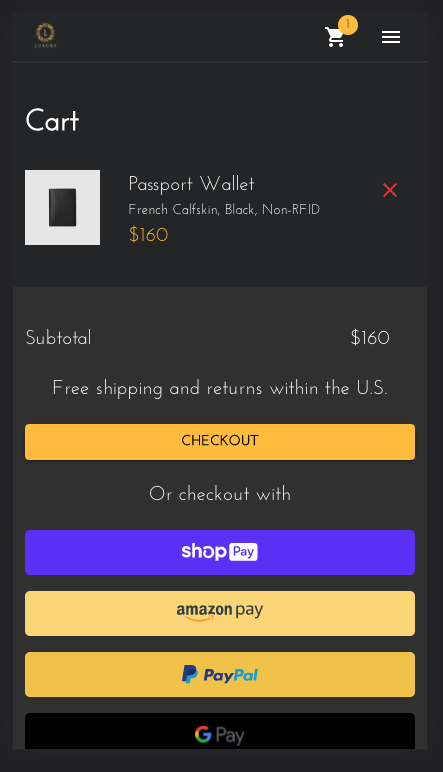 L
LUXURY
1
Cart
Passport Wallet
French Calfskin, Black, Non-RFID
$160
Subtotal $160
Free shipping and returns within the U.S.
CHECKOUT
Or checkout with
shop Pay
amazon pay
PayPal
G Pay